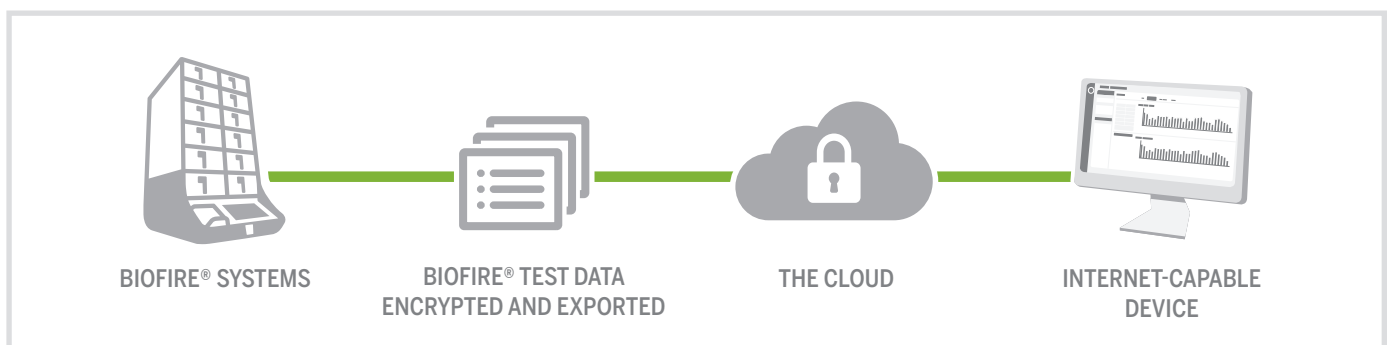 BIOFIRE® SYSTEMS
BIOFIRE® TEST DATA
ENCRYPTED AND EXPORTED
THE CLOUD
INTERNET-CAPABLE
DEVICE